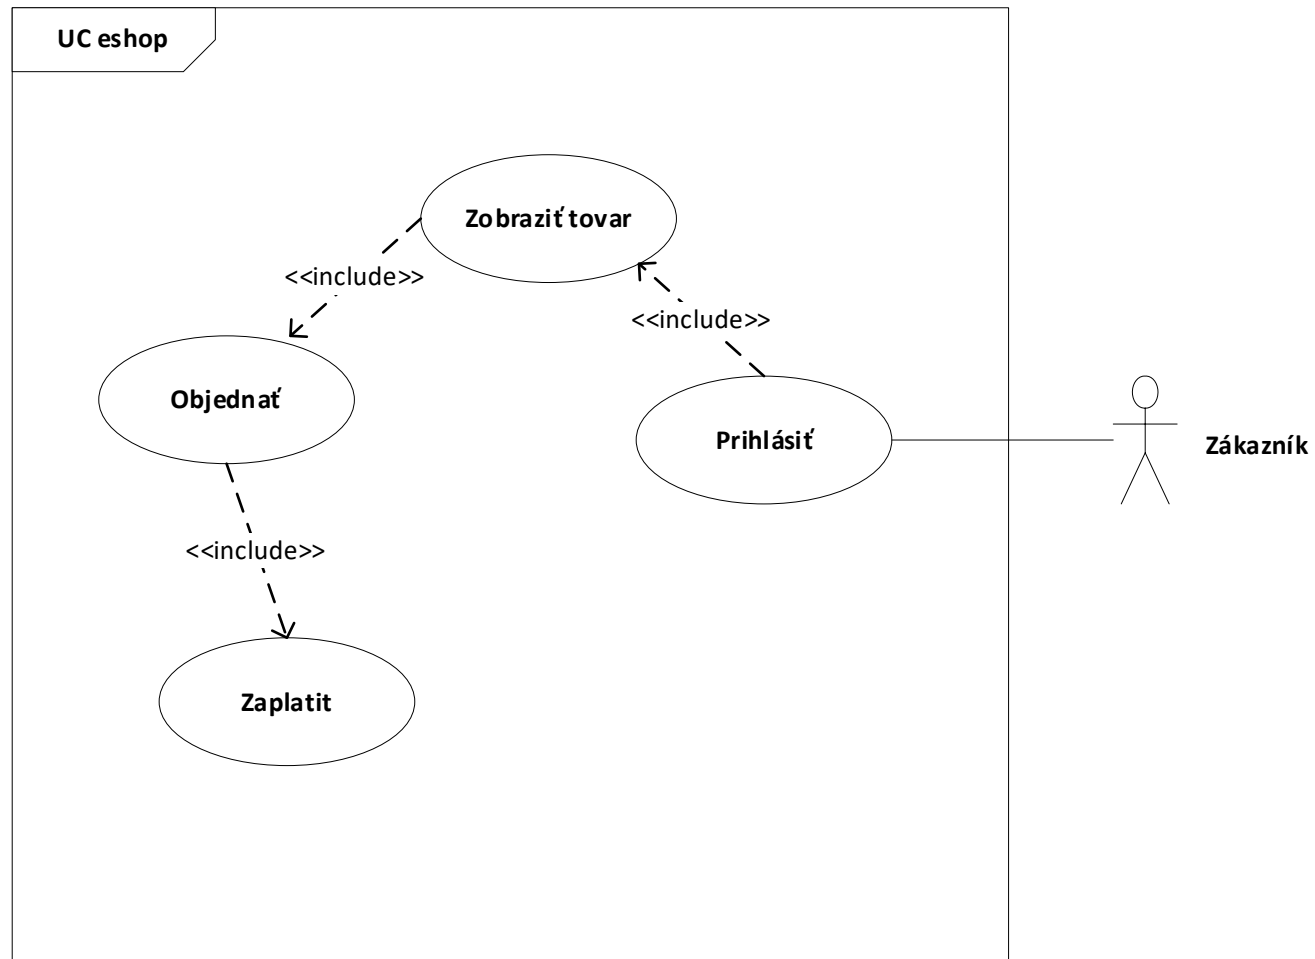 UC eshop
Zobraziť tovar
<<include>>
<<include>>
Objednať
Prihlásiť
Zákazník
<<include>>
Zaplatit